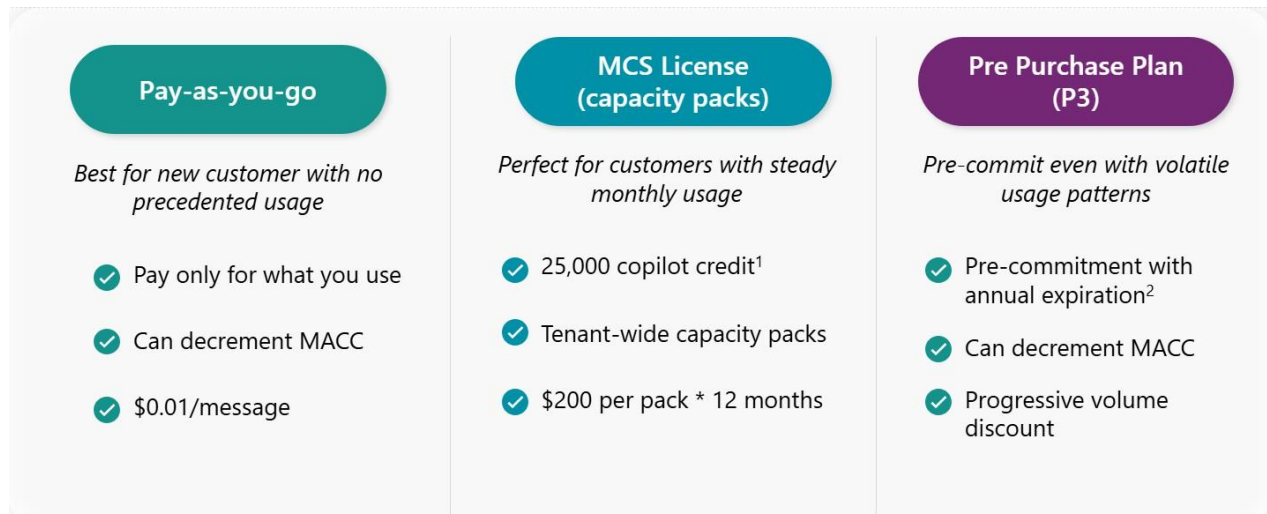 Pay-as-you-go
Best for new customer with no
precedented usage
Pay only for what you use
Can decrement MACC
$0.01/message
MCS License
(capacity packs)
Perfect for customers with steady
monthly usage
25,000 copilot credit¹
Tenant-wide capacity packs
$200 per pack * 12 months
Pre Purchase Plan
(P3)
Pre-commit even with volatile
usage patterns
Pre-commitment with
annual expiration²
Can decrement MACC
Progressive volume
discount